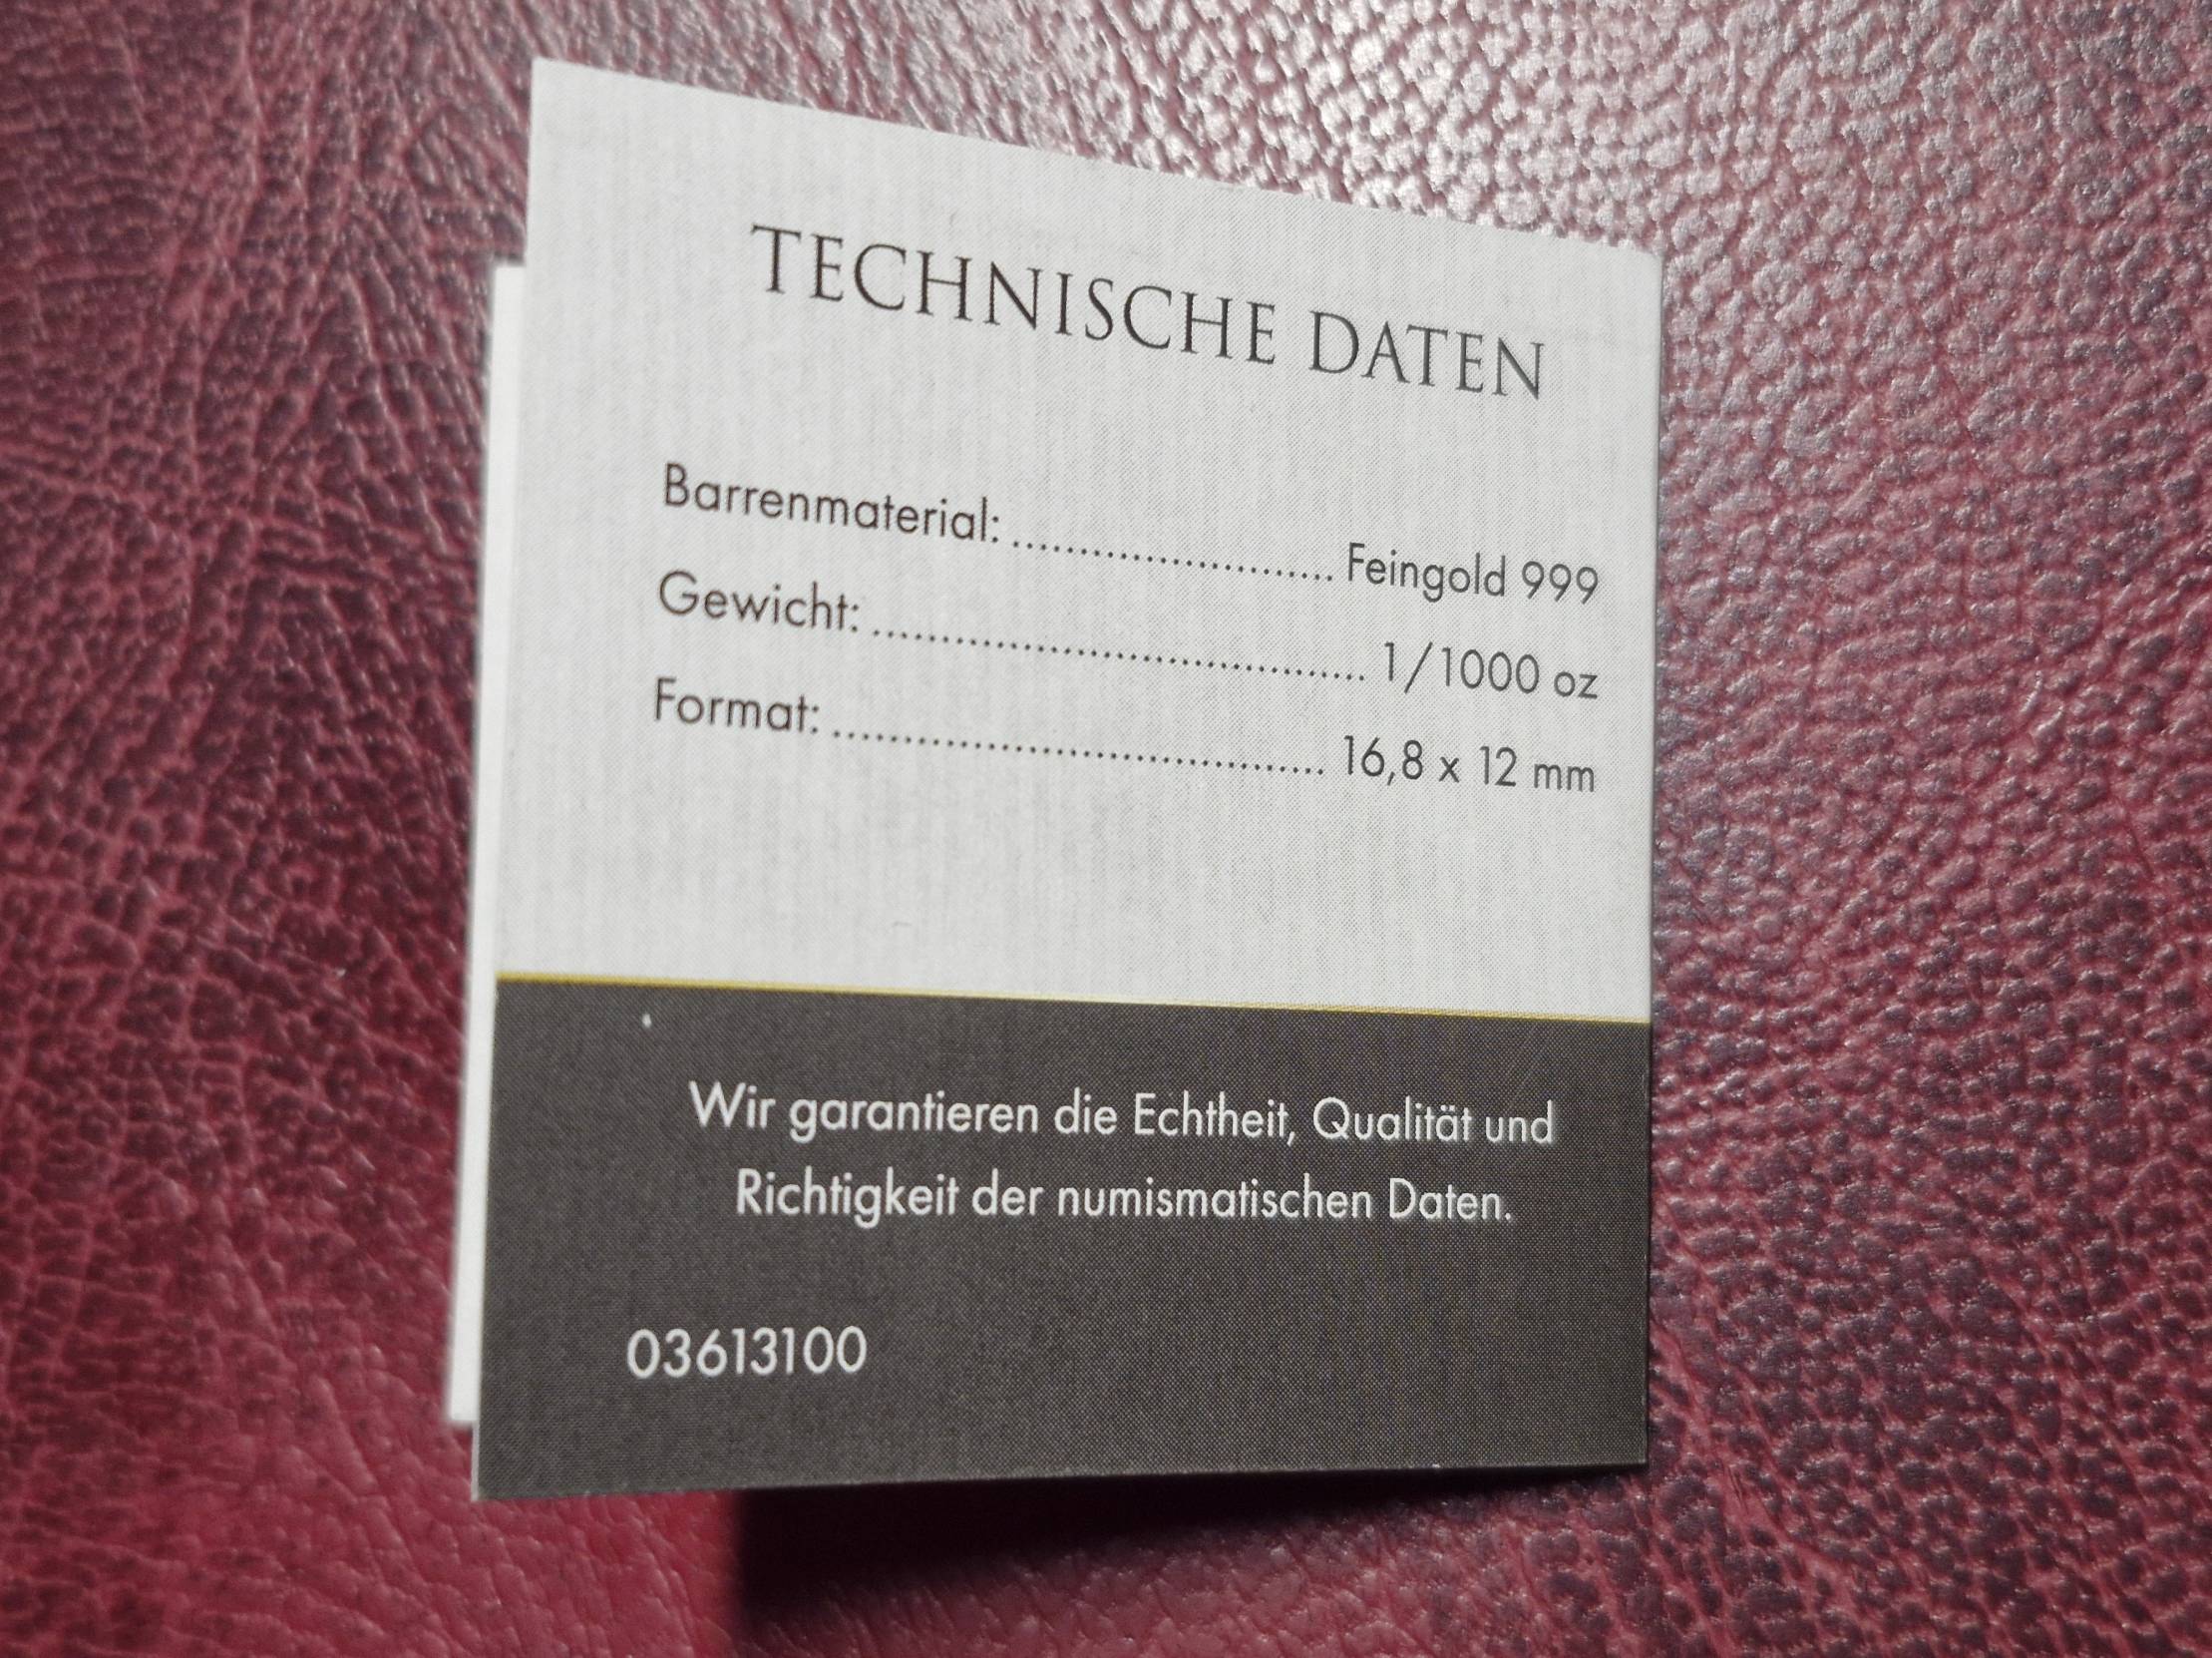 TECHNISCHE DATEN
Barrenmaterial: ........................ Feingold 999
Gewicht: ..................................... 1/1000 oz
Format: ..................................... 16,8 x 12 mm
Wir garantieren die Echtheit, Qualität und
Richtigkeit der numismatischen Daten.
03613100